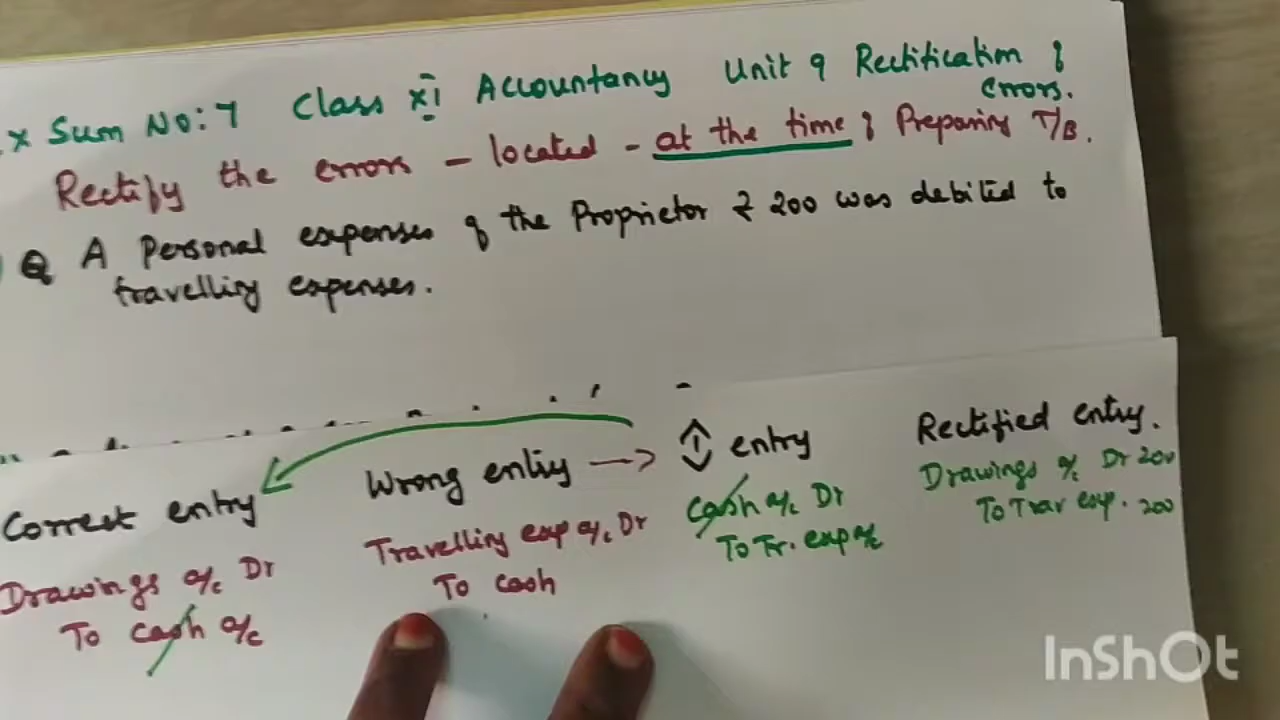 x Sum No: 7 Class XI Accountancy Unit 9 Rectification of errors.
Rectify the errors - located - at the time of Preparing T/B.
Q A Personal expenses of the Proprietor ₹ 200 was debited to
travelling expenses.
Correct entry
Drawings a/c Dr
To cash a/c
Wrong entry →
Travelling exp a/c Dr
To cash
entry
Cash a/c Dr
To Tr. exp a/c
Rectified entry.
Drawings a/c Dr 200
To Trav exp. 200
InShOt